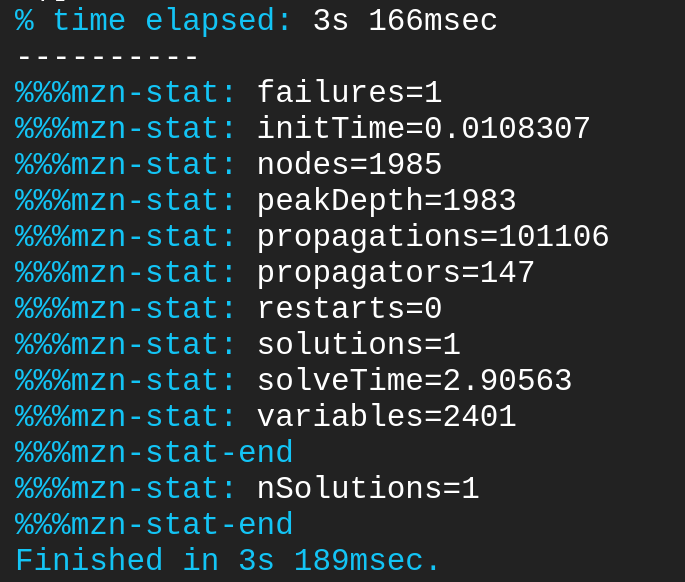 % time elapsed: 3s 166msec
----------
%%%mzn-stat: failures=1
%%%mzn-stat: initTime=0.0108307
%%%mzn-stat: nodes=1985
%%%mzn-stat: peakDepth=1983
%%%mzn-stat: propagations=101106
%%%mzn-stat: propagators=147
%%%mzn-stat: restarts=0
%%%mzn-stat: solutions=1
%%%mzn-stat: solveTime=2.90563
%%%mzn-stat: variables=2401
%%%mzn-stat-end
%%%mzn-stat: nSolutions=1
%%%mzn-stat-end
Finished in 3s 189msec.